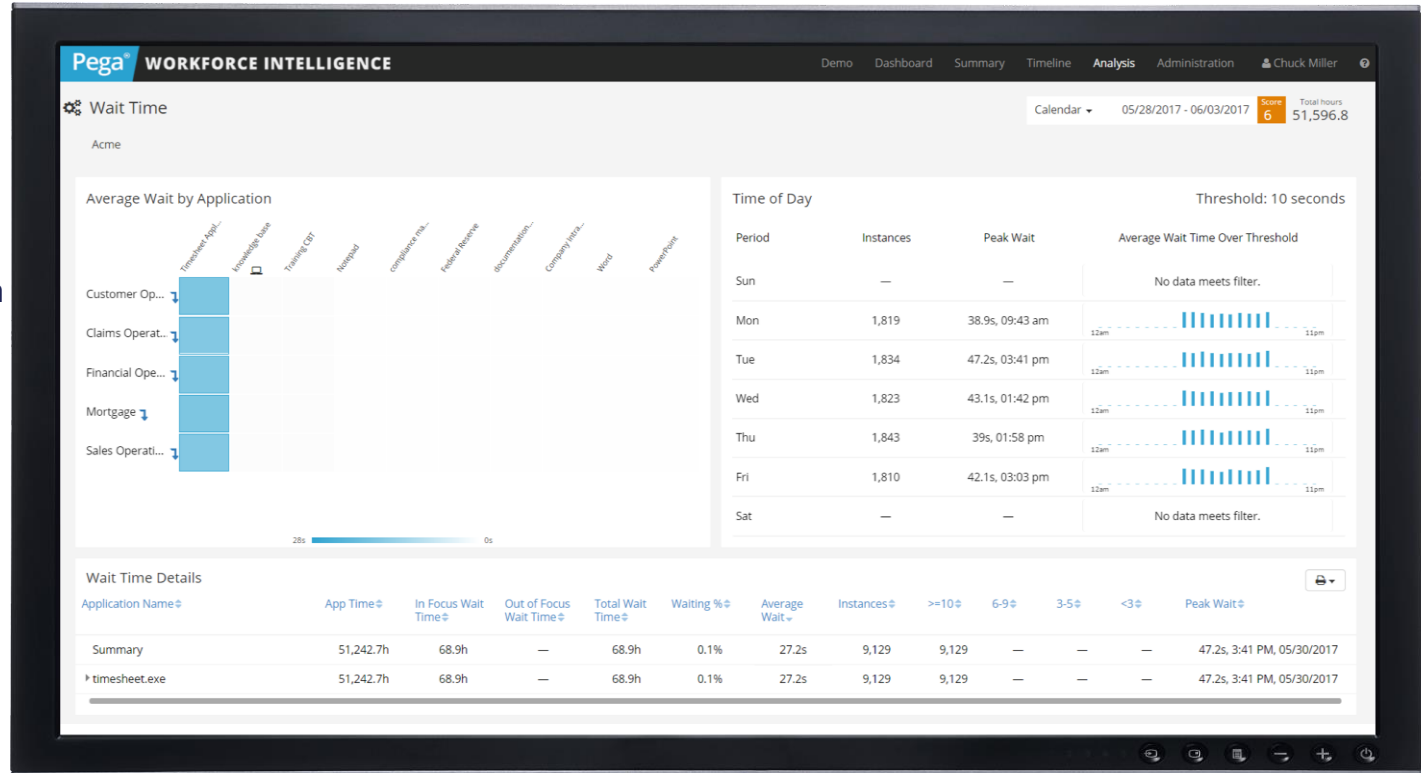 Pega® WORKFORCE INTELLIGENCE
Demo Dashboard Summary Timeline Analysis Administration Chuck Miller
Wait Time
Calendar 05/28/2017 - 06/03/2017 Score 6 Total hours 51,596.8
Acme
Average Wait by Application
Timesheet Appl... knowledge base Training CBT Notepad compliance ma... Federal Reserve documentation... Company Intra... Word PowerPoint
Customer Op...
Claims Operat...
Financial Ope...
Mortgage
Sales Operati...
28s 0s
Time of Day Threshold: 10 seconds
Period Instances Peak Wait Average Wait Time Over Threshold
Sun — — No data meets filter.
Mon 1,819 38.9s, 09:43 am 12am 11pm
Tue 1,834 47.2s, 03:41 pm 12am 11pm
Wed 1,823 43.1s, 01:42 pm 12am 11pm
Thu 1,843 39s, 01:58 pm 12am 11pm
Fri 1,810 42.1s, 03:03 pm 12am 11pm
Sat — — No data meets filter.
Wait Time Details
Application Name App Time In Focus Wait Time Out of Focus Wait Time Total Wait Time Waiting % Average Wait Instances >=10 6-9 3-5 <3 Peak Wait
Summary 51,242.7h 68.9h — 68.9h 0.1% 27.2s 9,129 9,129 — — — 47.2s, 3:41 PM, 05/30/2017
timesheet.exe 51,242.7h 68.9h — 68.9h 0.1% 27.2s 9,129 9,129 — — — 47.2s, 3:41 PM, 05/30/2017